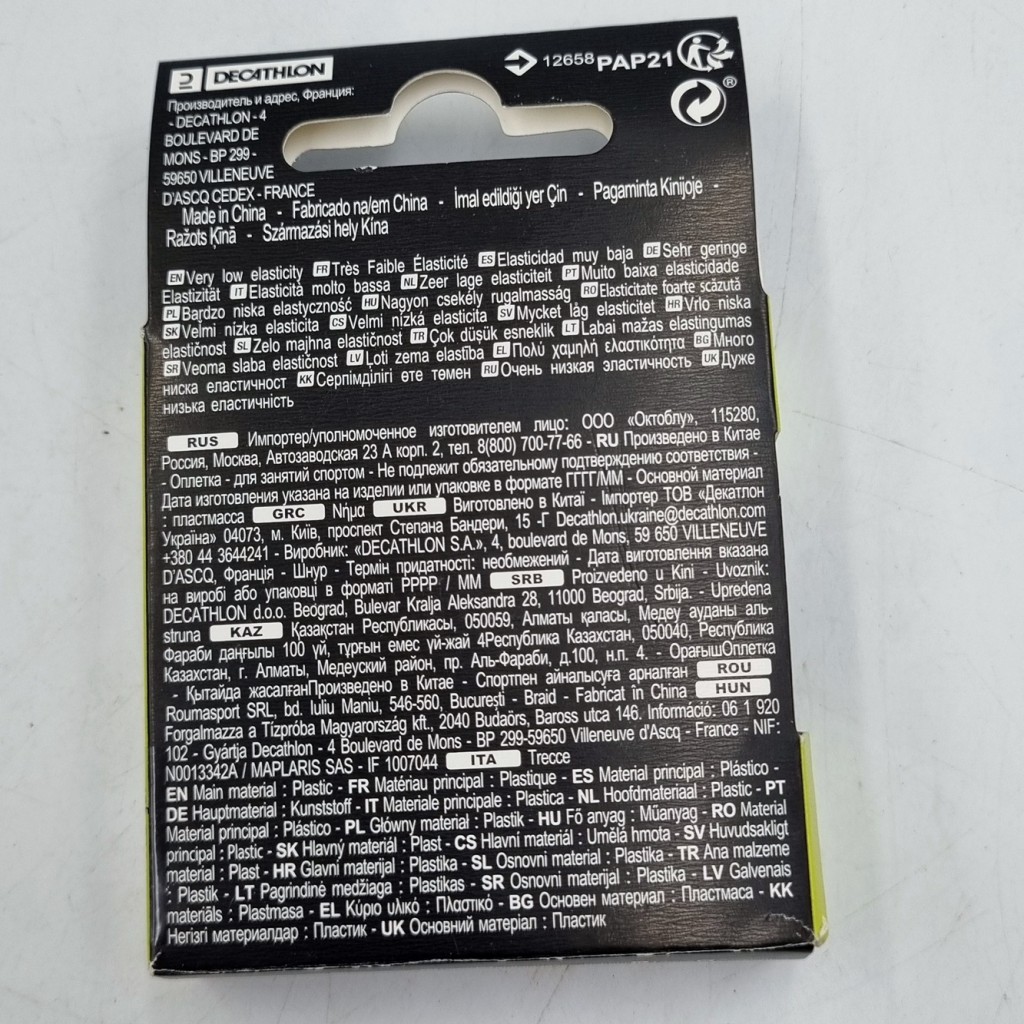 DECATHLON
12658 PAP21
®
Производитель и адрес, Франция:
- DECATHLON - 4
BOULEVARD DE
MONS - BP 299 -
59650 VILLENEUVE
D'ASCQ CEDEX - FRANCE
Made in China - Fabricado na/em China - İmal edildiği yer Çin - Pagaminta Kinijoje -
Ražots Ķīnā - Származási hely Kína
EN Very low elasticity FR Très Faible Élasticité ES Elasticidad muy baja DE Sehr geringe
Elastizität IT Elasticità molto bassa NL Zeer lage elasticiteit PT Muito baixa elasticidade
PL Bardzo niska elastyczność HU Nagyon csekély rugalmasság RO Elasticitate foarte scăzută
SK Velmi nízka elasticita CS Velmi nízká elasticita SV Mycket låg elasticitet HR Vrlo niska
elastičnost SL Zelo majhna elastičnost TR Çok düşük esneklik LT Labai mažas elastingumas
SR Veoma slaba elastičnost LV Ļoti zema elastība EL Πολύ χαμηλή ελαστικότητα BG Много
ниска еластичност KK Серпімділігі өте төмен RU Очень низкая эластичность UK Дуже
низька еластичність
RUS Импортер/уполномоченное изготовителем лицо: ООО «Октоблу», 115280,
Россия, Москва, Автозаводская 23 А корп. 2, тел. 8(800) 700-77-66 - RU Произведено в Китае
- Оплетка - для занятий спортом - Не подлежит обязательному подтверждению соответствия -
Дата изготовления указана на изделии или упаковке в формате ГГГГ/ММ - Основной материал
: пластмасса GRC Νήμα UKR Виготовлено в Китаї - Імпортер ТОВ «Декатлон
Україна» 04073, м. Київ, проспект Степана Бандери, 15 -Г Decathlon.ukraine@decathlon.com
+380 44 3644241 - Виробник: «DECATHLON S.A.», 4, boulevard de Mons, 59 650 VILLENEUVE
D'ASCQ, Франція - Шнур - Термін придатності: необмежений - Дата виготовлення вказана
на виробі або упаковці в форматі РРРР / ММ SRB Proizvedeno u Kini - Uvoznik:
DECATHLON d.o.o. Beograd, Bulevar Kralja Aleksandra 28, 11000 Beograd, Srbija. - Upredena
struna KAZ Қазақстан Республикасы, 050059, Алматы қаласы, Медеу ауданы аль-
Фараби даңғылы 100 үй, тұрғын емес үй-жай 4Республика Казахстан, 050040, Республика
Казахстан, г. Алматы, Медеуский район, пр. Аль-Фараби, д.100, н.п. 4. - ОрағышОплетка
- Қытайда жасалғанПроизведено в Китае - Спортпен айналысуға арналған ROU
Roumasport SRL, bd. Iuliu Maniu, 546-560, Bucureşti - Braid - Fabricat in China HUN
Forgalmazza a Tízpróba Magyarország kft., 2040 Budaörs, Baross utca 146. Információ: 06 1 920
102 - Gyártja Decathlon - 4 Boulevard de Mons - BP 299-59650 Villeneuve d'Ascq - France - NIF:
N0013342A / MAPLARIS SAS - IF 1007044 ITA Trecce
EN Main material : Plastic - FR Matériau principal : Plastique - ES Material principal : Plástico -
DE Hauptmaterial : Kunststoff - IT Materiale principale : Plastica - NL Hoofdmateriaal : Plastic - PT
Material principal : Plástico - PL Główny materiał : Plastik - HU Fő anyag : Műanyag - RO Material
principal : Plastic - SK Hlavný materiál : Plast - CS Hlavní materiál : Umělá hmota - SV Huvudsakligt
material : Plast - HR Glavni materijal : Plastika - SL Osnovni material : Plastika - TR Ana malzeme
: Plastik - LT Pagrindinė medžiaga : Plastikas - SR Osnovni materijal : Plastika - LV Galvenais
materiāls : Plastmasa - EL Κύριο υλικό : Πλαστικό - BG Основен материал : Пластмаса - KK
Негізгі материалдар : Пластик - UK Основний матеріал : Пластик